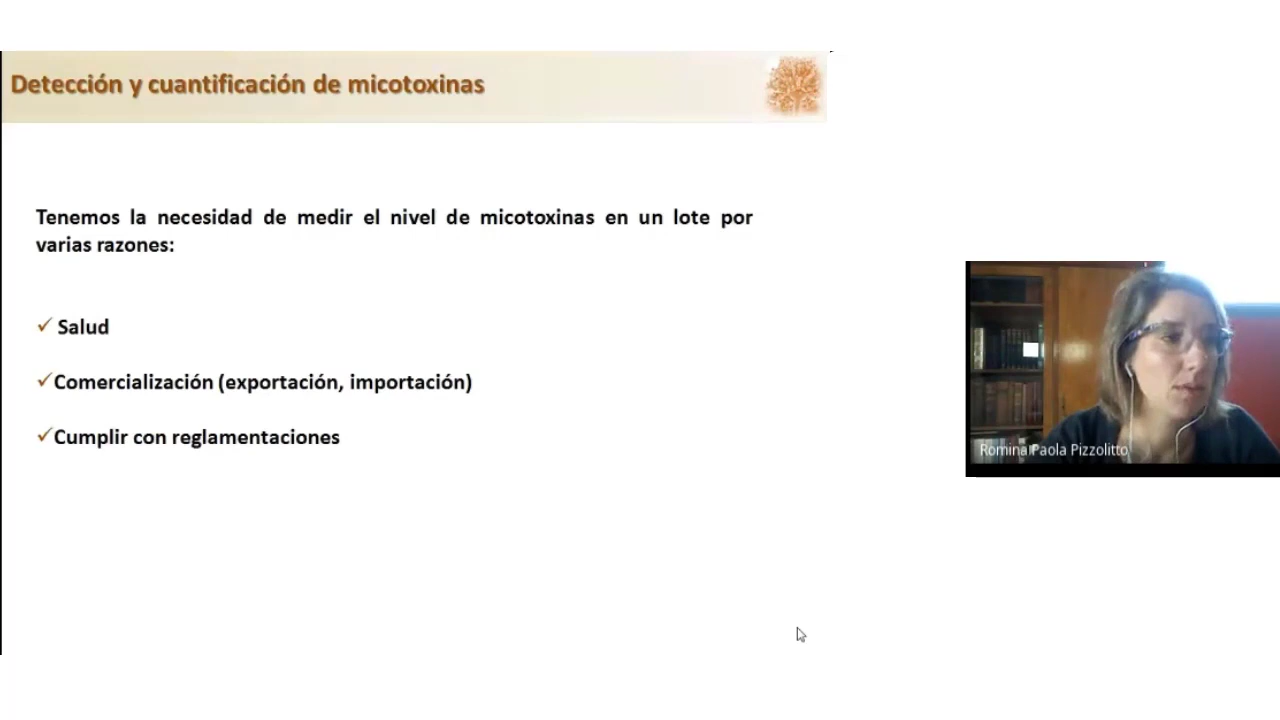 Detección y cuantificación de micotoxinas
Tenemos la necesidad de medir el nivel de micotoxinas en un lote por
varias razones:
✓ Salud
✓Comercialización (exportación, importación)
✓Cumplir con reglamentaciones
Romina Paola Pizzolitto